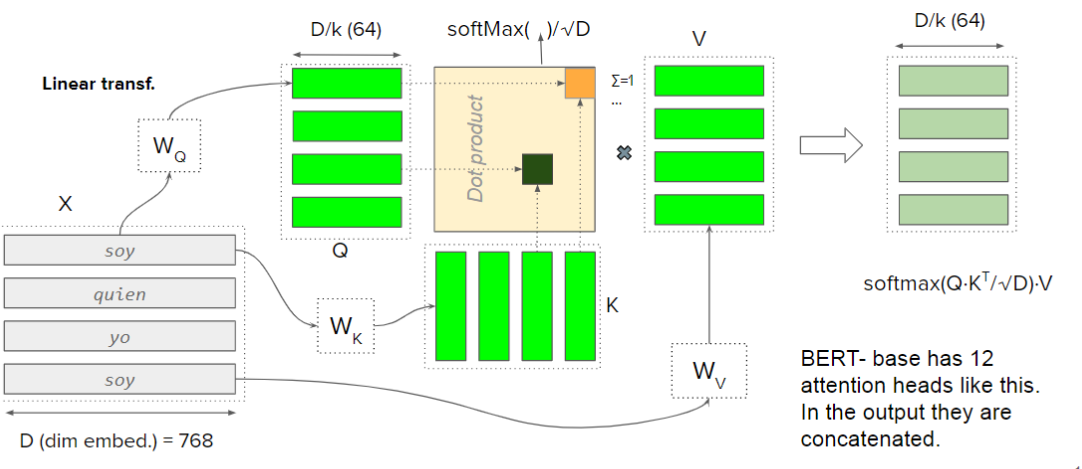 D/k (64)
softMax( )/√D
V
D/k (64)
Linear transf.
Σ=1
...
W_Q
Dot product
X
soy
Q
quien
softmax(Q·K^T/√D)·V
yo
W_K
K
soy
W_V
BERT- base has 12
attention heads like this.
In the output they are
concatenated.
D (dim embed.) = 768